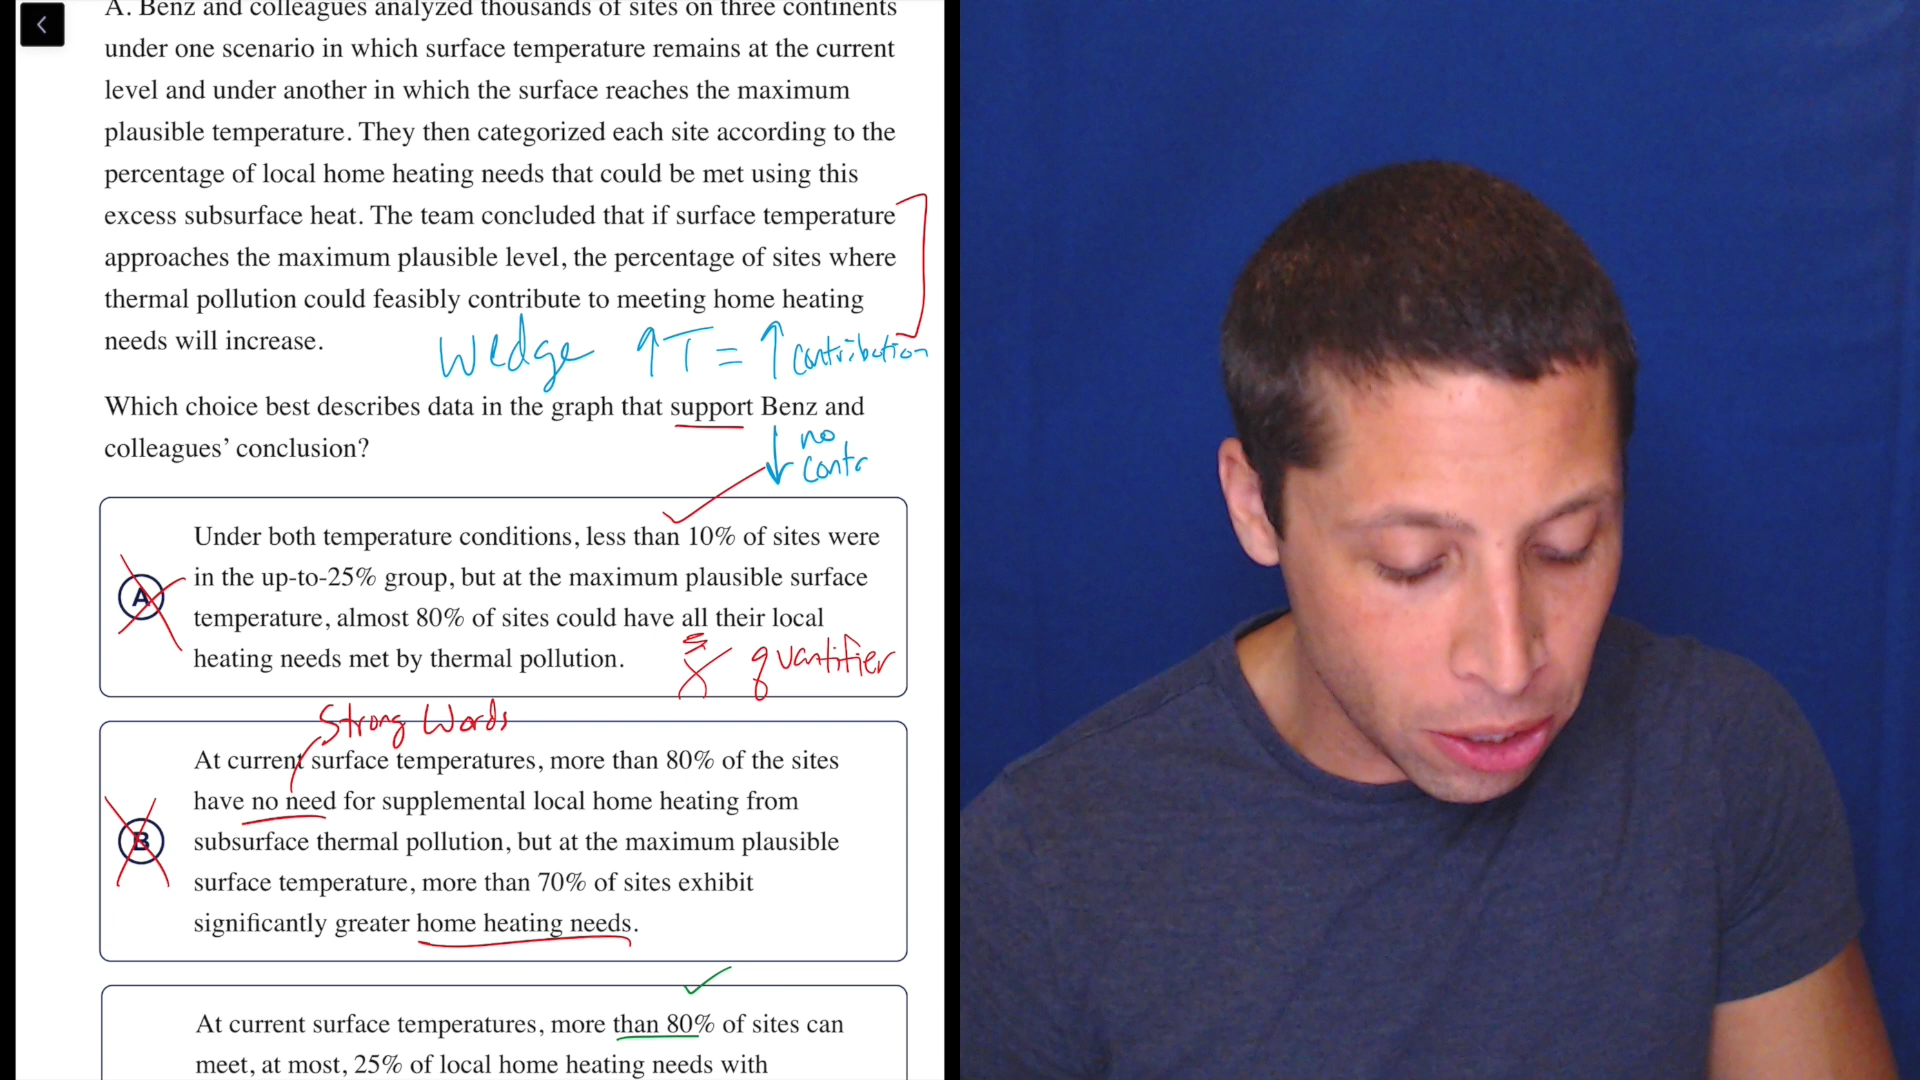 A. Benz and colleagues analyzed thousands of sites on three continents
under one scenario in which surface temperature remains at the current
level and under another in which the surface reaches the maximum
plausible temperature. They then categorized each site according to the
percentage of local home heating needs that could be met using this
excess subsurface heat. The team concluded that if surface temperature
approaches the maximum plausible level, the percentage of sites where
thermal pollution could feasibly contribute to meeting home heating
needs will increase.
Wedge ↑T = ↑ contribution
Which choice best describes data in the graph that support Benz and
colleagues’ conclusion?
↓ no
contr
A
Under both temperature conditions, less than 10% of sites were
in the up-to-25% group, but at the maximum plausible surface
temperature, almost 80% of sites could have all their local
heating needs met by thermal pollution.
X quantifier
Strong Words
B
At current surface temperatures, more than 80% of the sites
have no need for supplemental local home heating from
subsurface thermal pollution, but at the maximum plausible
surface temperature, more than 70% of sites exhibit
significantly greater home heating needs.
At current surface temperatures, more than 80% of sites can
meet, at most, 25% of local home heating needs with